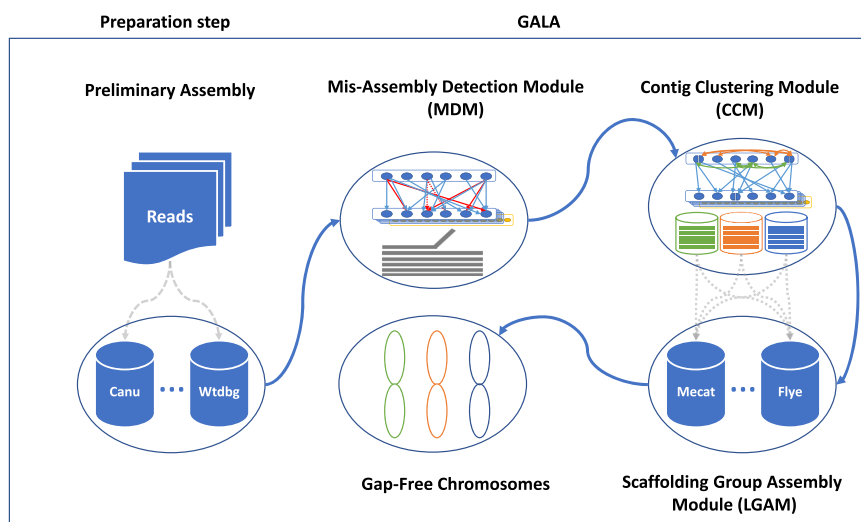 Preparation step
GALA
Preliminary Assembly
Mis-Assembly Detection Module
(MDM)
Contig Clustering Module
(CCM)
Reads
Canu
Wtdbg
Mecat
Flye
Gap-Free Chromosomes
Scaffolding Group Assembly
Module (LGAM)